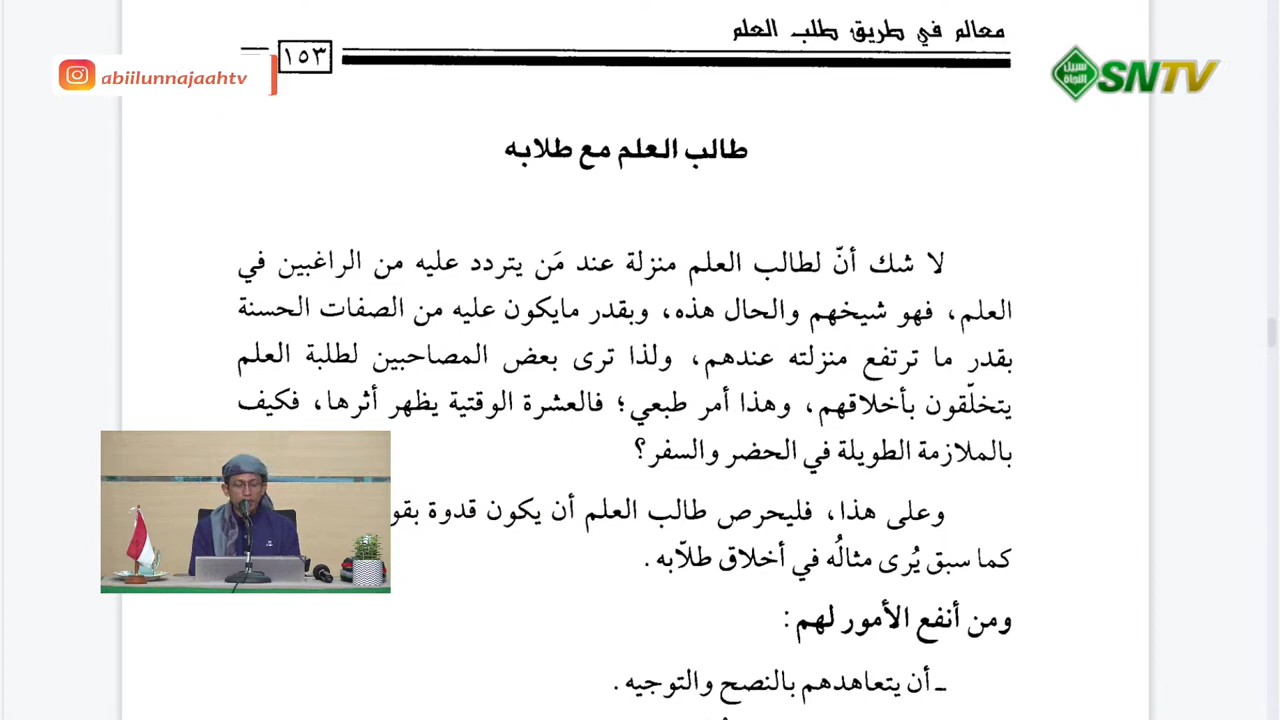 معالم في طريق طلب العلم
١٥٣
abiilunnajaahtv
سبيل النجاة
SNTV
طالب العلم مع طلابه
لا شك أنّ لطالب العلم منزلة عند مَن يتردد عليه من الراغبين في
العلم، فهو شيخهم والحال هذه، وبقدر مايكون عليه من الصفات الحسنة
بقدر ما ترتفع منزلته عندهم، ولذا ترى بعض المصاحبين لطلبة العلم
يتخلّقون بأخلاقهم، وهذا أمر طبعي؛ فالعشرة الوقتية يظهر أثرها، فكيف
بالملازمة الطويلة في الحضر والسفر؟
وعلى هذا، فليحرص طالب العلم أن يكون قدوة
كما سبق يُرى مثالُه في أخلاق طلّابه .
ومن أنفع الأمور لهم :
ـ أن يتعاهدهم بالنصح والتوجيه .